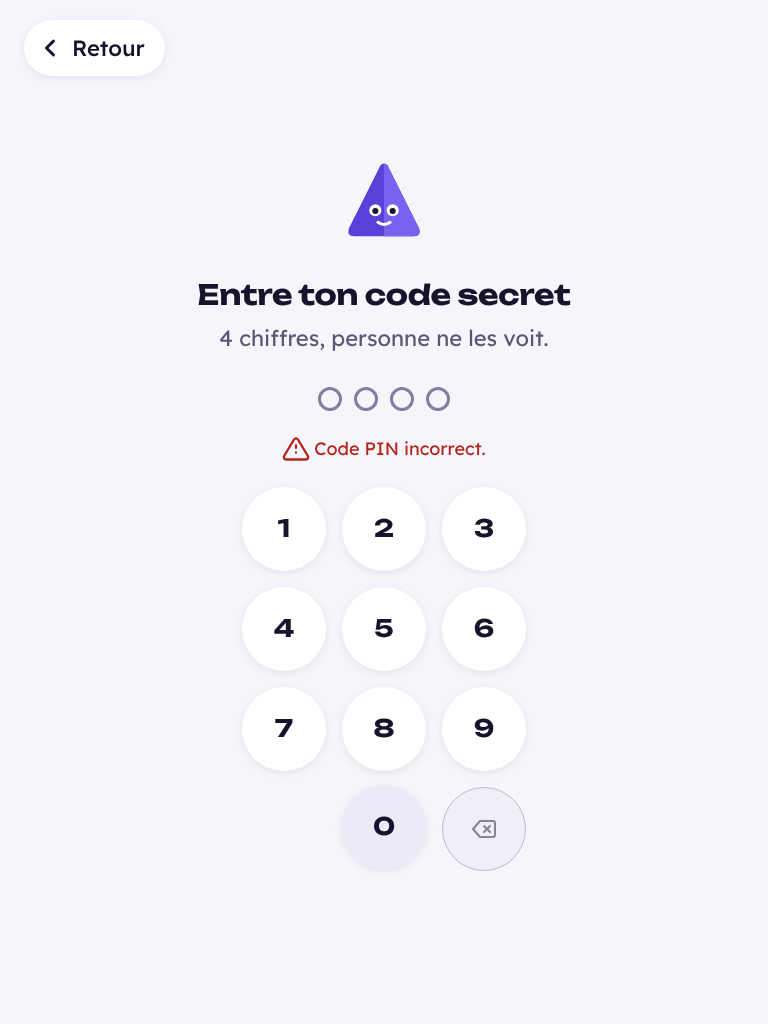 Retour
Entre ton code secret
4 chiffres, personne ne les voit.
Code PIN incorrect.
1 2 3
4 5 6
7 8 9
0